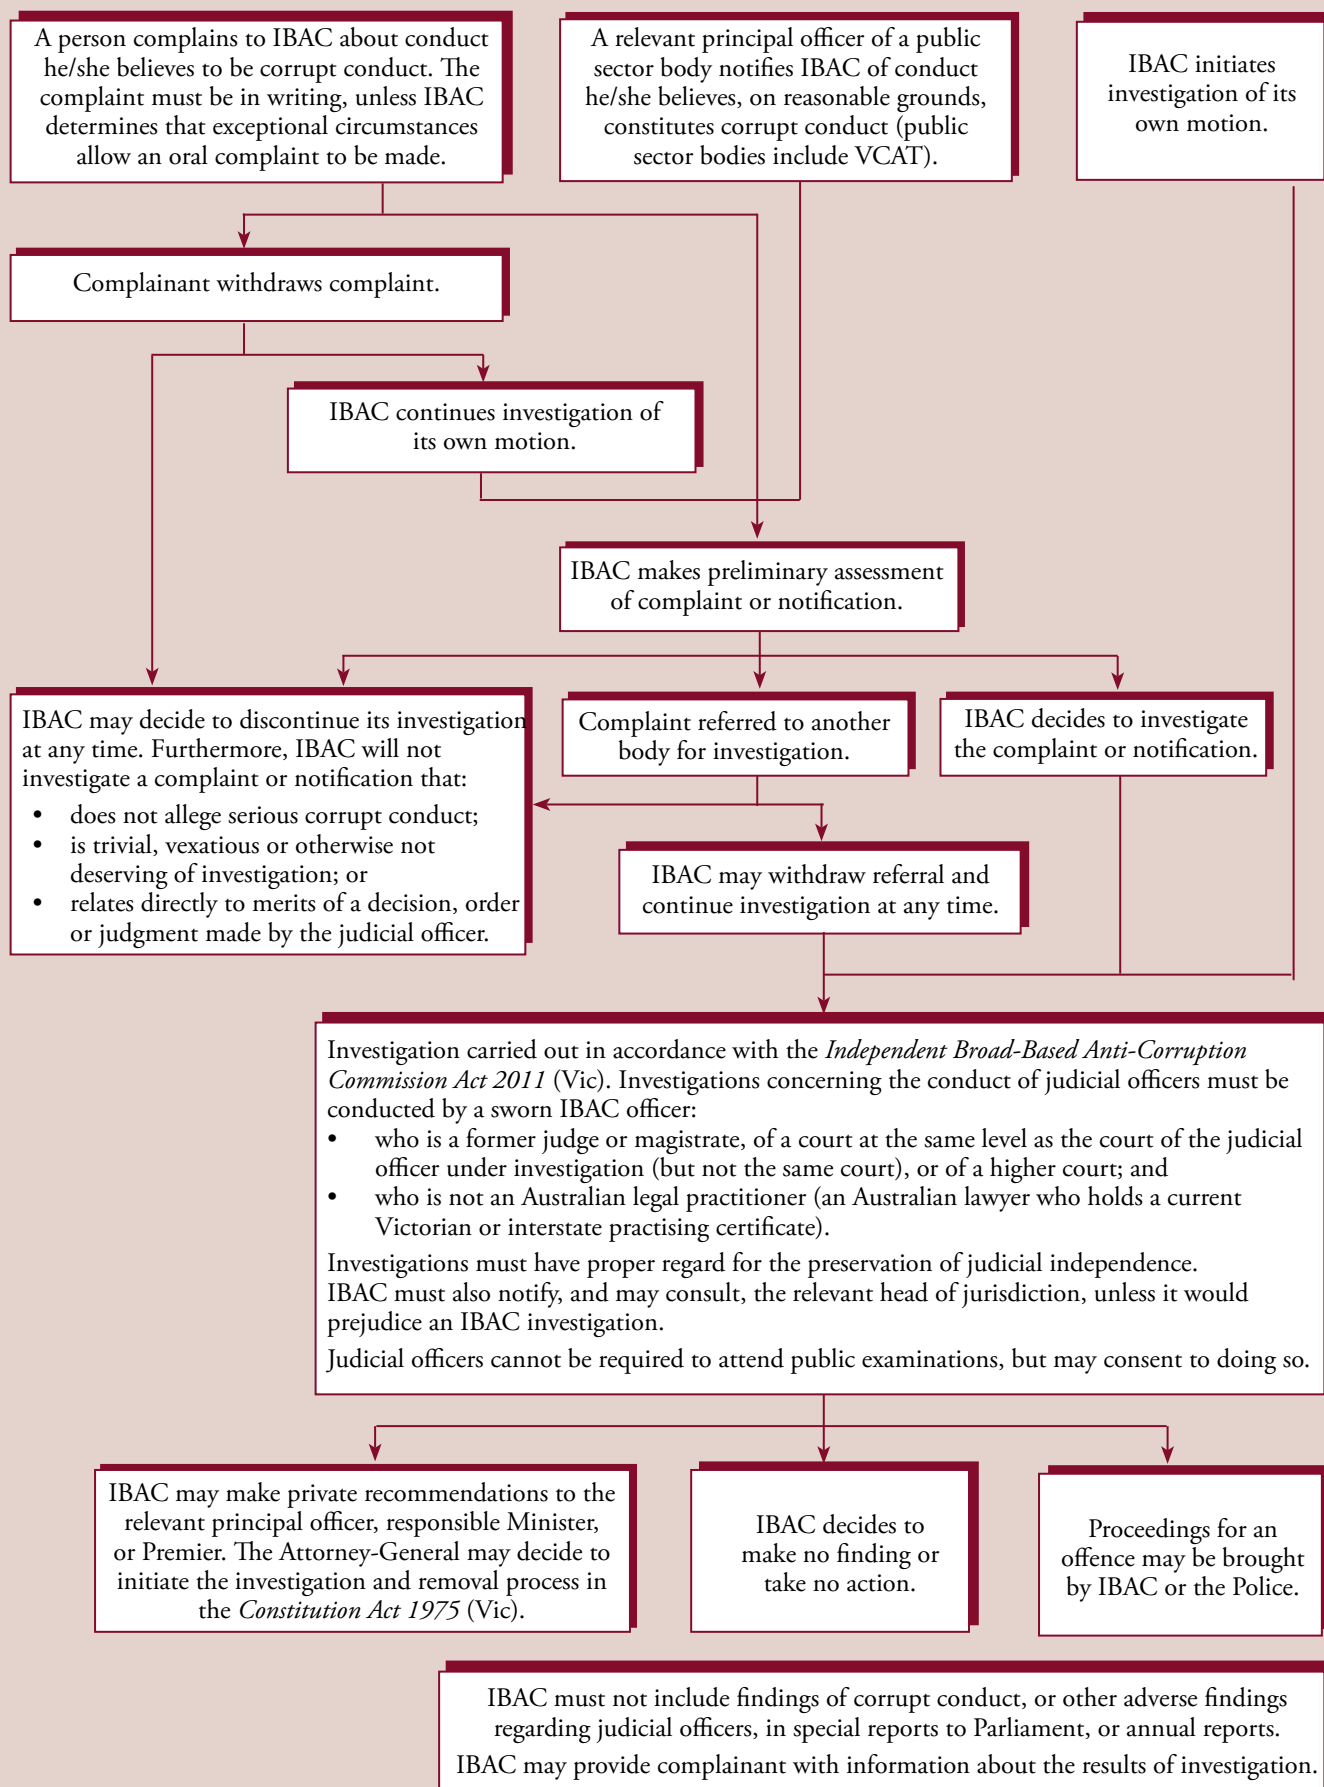 A person complains to IBAC about conduct
he/she believes to be corrupt conduct. The
complaint must be in writing, unless IBAC
determines that exceptional circumstances
allow an oral complaint to be made.
A relevant principal officer of a public
sector body notifies IBAC of conduct
he/she believes, on reasonable grounds,
constitutes corrupt conduct (public
sector bodies include VCAT).
IBAC initiates
investigation of its
own motion.
Complainant withdraws complaint.
IBAC continues investigation of
its own motion.
IBAC makes preliminary assessment
of complaint or notification.
IBAC may decide to discontinue its investigation
at any time. Furthermore, IBAC will not
investigate a complaint or notification that:
• does not allege serious corrupt conduct;
• is trivial, vexatious or otherwise not
deserving of investigation; or
• relates directly to merits of a decision, order
or judgment made by the judicial officer.
Complaint referred to another
body for investigation.
IBAC decides to investigate
the complaint or notification.
IBAC may withdraw referral and
continue investigation at any time.
Investigation carried out in accordance with the Independent Broad-Based Anti-Corruption
Commission Act 2011 (Vic). Investigations concerning the conduct of judicial officers must be
conducted by a sworn IBAC officer:
• who is a former judge or magistrate, of a court at the same level as the court of the judicial
officer under investigation (but not the same court), or of a higher court; and
• who is not an Australian legal practitioner (an Australian lawyer who holds a current
Victorian or interstate practising certificate).
Investigations must have proper regard for the preservation of judicial independence.
IBAC must also notify, and may consult, the relevant head of jurisdiction, unless it would
prejudice an IBAC investigation.
Judicial officers cannot be required to attend public examinations, but may consent to doing so.
IBAC may make private recommendations to the
relevant principal officer, responsible Minister,
or Premier. The Attorney-General may decide to
initiate the investigation and removal process in
the Constitution Act 1975 (Vic).
IBAC decides to
make no finding or
take no action.
Proceedings for an
offence may be brought
by IBAC or the Police.
IBAC must not include findings of corrupt conduct, or other adverse findings
regarding judicial officers, in special reports to Parliament, or annual reports.
IBAC may provide complainant with information about the results of investigation.